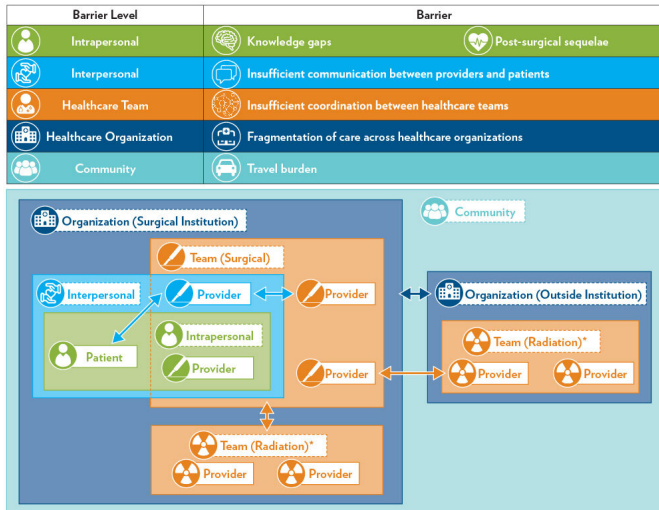 Barrier Level Barrier
Intrapersonal Knowledge gaps Post-surgical sequelae
Interpersonal Insufficient communication between providers and patients
Healthcare Team Insufficient coordination between healthcare teams
Healthcare Organization Fragmentation of care across healthcare organizations
Community Travel burden
Organization (Surgical Institution)
Community
Team (Surgical)
Interpersonal
Provider
Provider
Organization (Outside Institution)
Intrapersonal
Patient
Provider
Provider
Team (Radiation)*
Provider
Provider
Team (Radiation)*
Provider
Provider